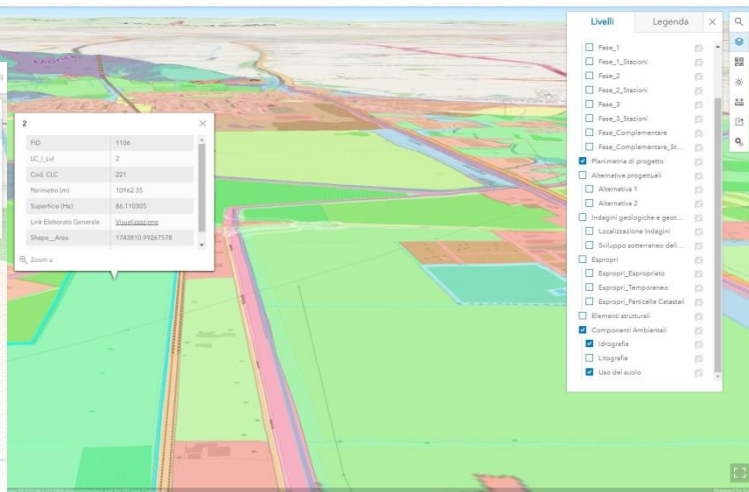 2
FID 1106
LC_I_Lvl 2
Cod. CLC 221
Perimetro (m) 10962.35
Superficie (Ha) 86.110305
Link Elaborato Generale Visualizzazione
Shape__Area 1743810.99267578
Zoom a
Livelli Legenda
Fase_1
Fase_1_Stazioni
Fase_2
Fase_2_Stazioni
Fase_3
Fase_3_Stazioni
Fase_Complementare
Fase_Complementare_St...
Planimetria di progetto
Alternative progettuali
Alternativa 1
Alternativa 2
Indagini geologiche e geot...
Localizzazione Indagini
Sviluppo sotterraneo dell...
Espropri
Espropri_Espropriato
Espropri_Temporaneo
Espropri_Particelle Catastali
Elementi strutturali
Componenti Ambientali
Idrografia
Litografia
Uso del suolo